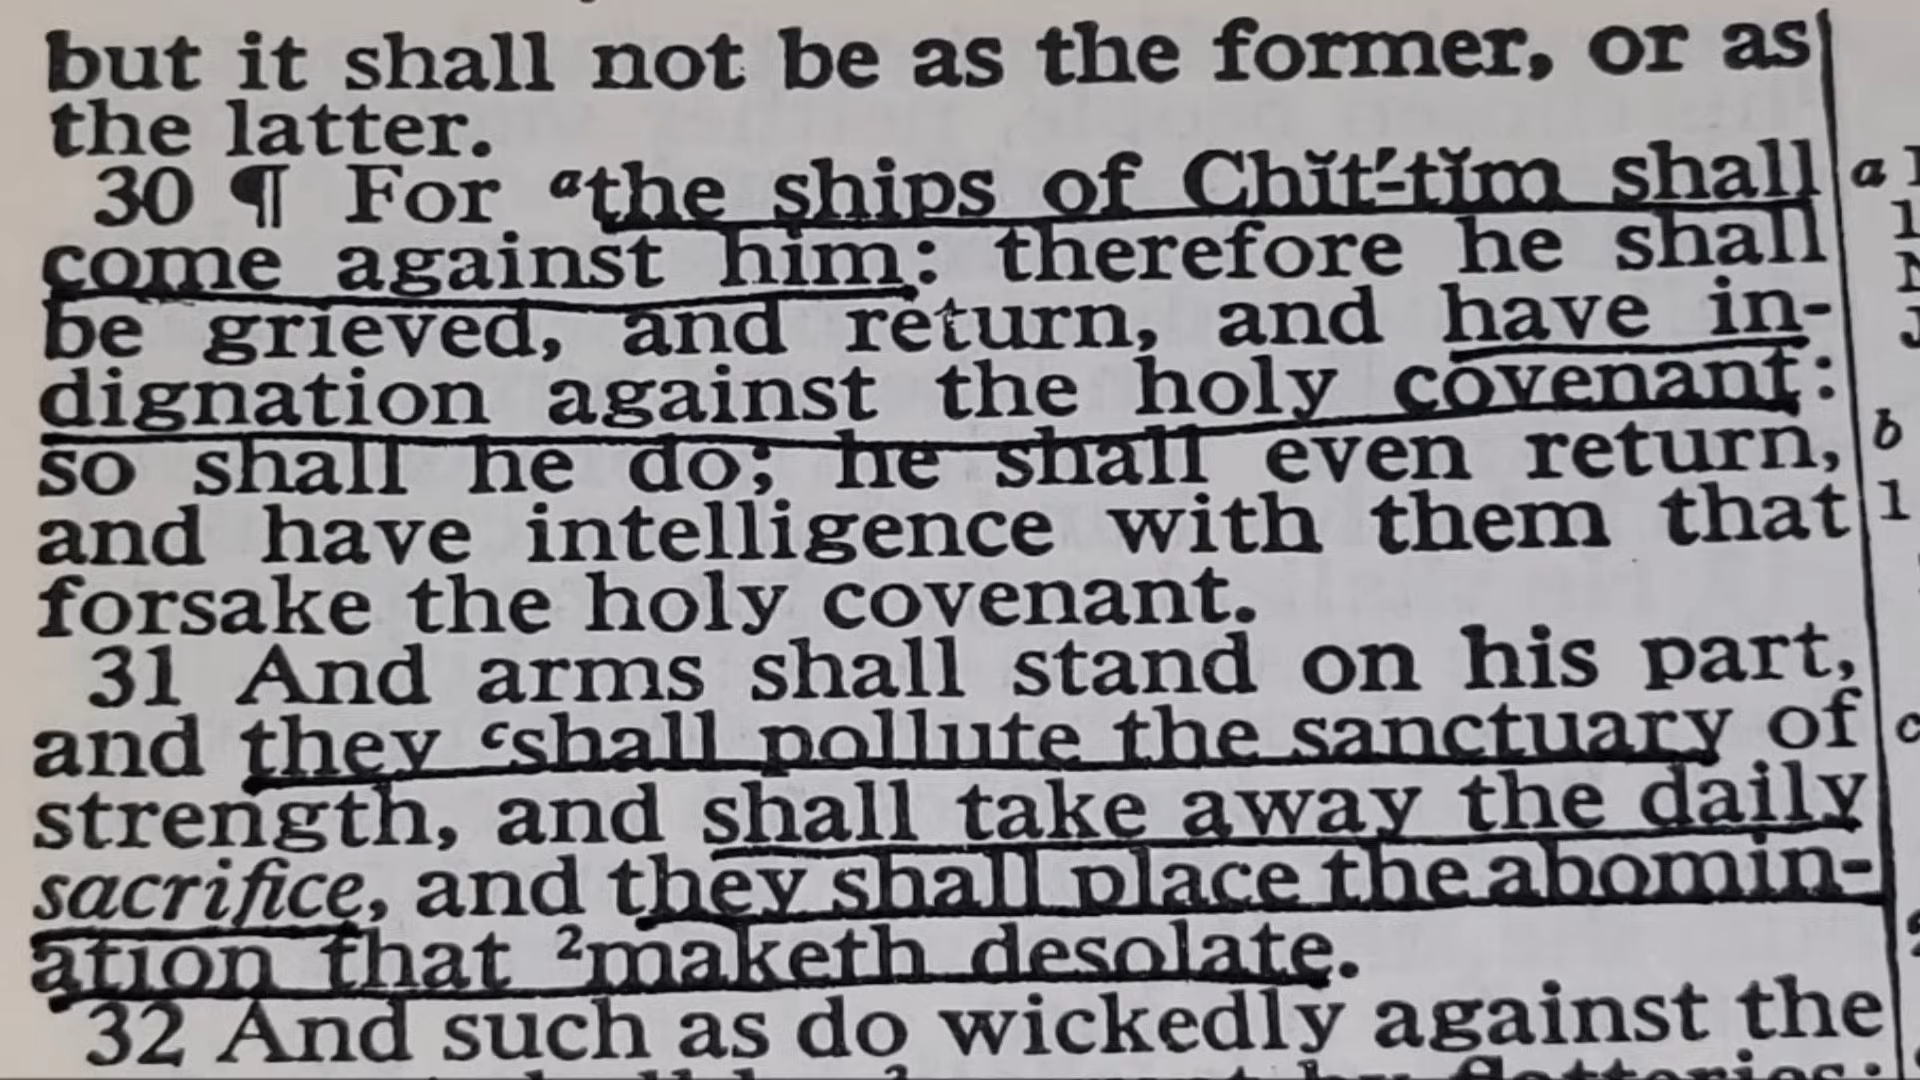 but it shall not be as the former, or as
the latter.
30 ¶ For ᵃthe ships of Chĭt′-tĭm shall
come against him: therefore he shall
be grieved, and return, and have in-
dignation against the holy covenant:
so shall he do; he shall even return,
and have intelligence with them that
forsake the holy covenant.
31 And arms shall stand on his part,
and they ᶜshall pollute the sanctuary of
strength, and shall take away the daily
sacrifice, and they shall place the abomin-
ation that ²maketh desolate.
32 And such as do wickedly against the
a
b
1
c